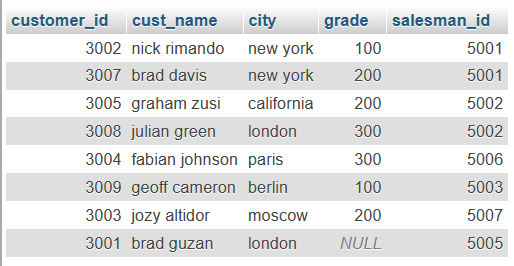 customer_id cust_name city grade salesman_id
3002 nick rimando new york 100 5001
3007 brad davis new york 200 5001
3005 graham zusi california 200 5002
3008 julian green london 300 5002
3004 fabian johnson paris 300 5006
3009 geoff cameron berlin 100 5003
3003 jozy altidor moscow 200 5007
3001 brad guzan london NULL 5005